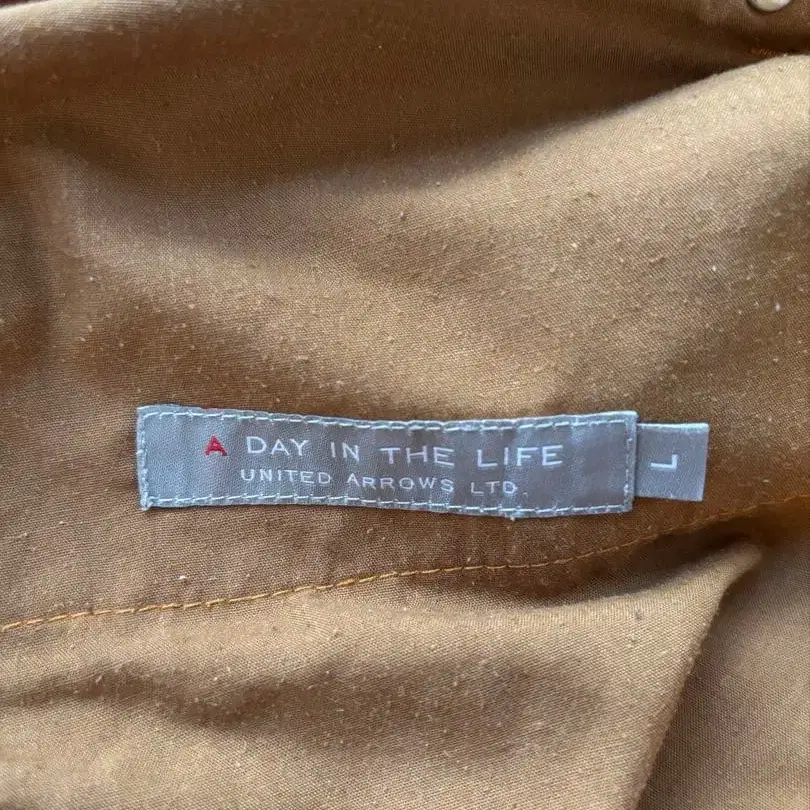 A DAY IN THE LIFE
UNITED ARROWS LTD.
L